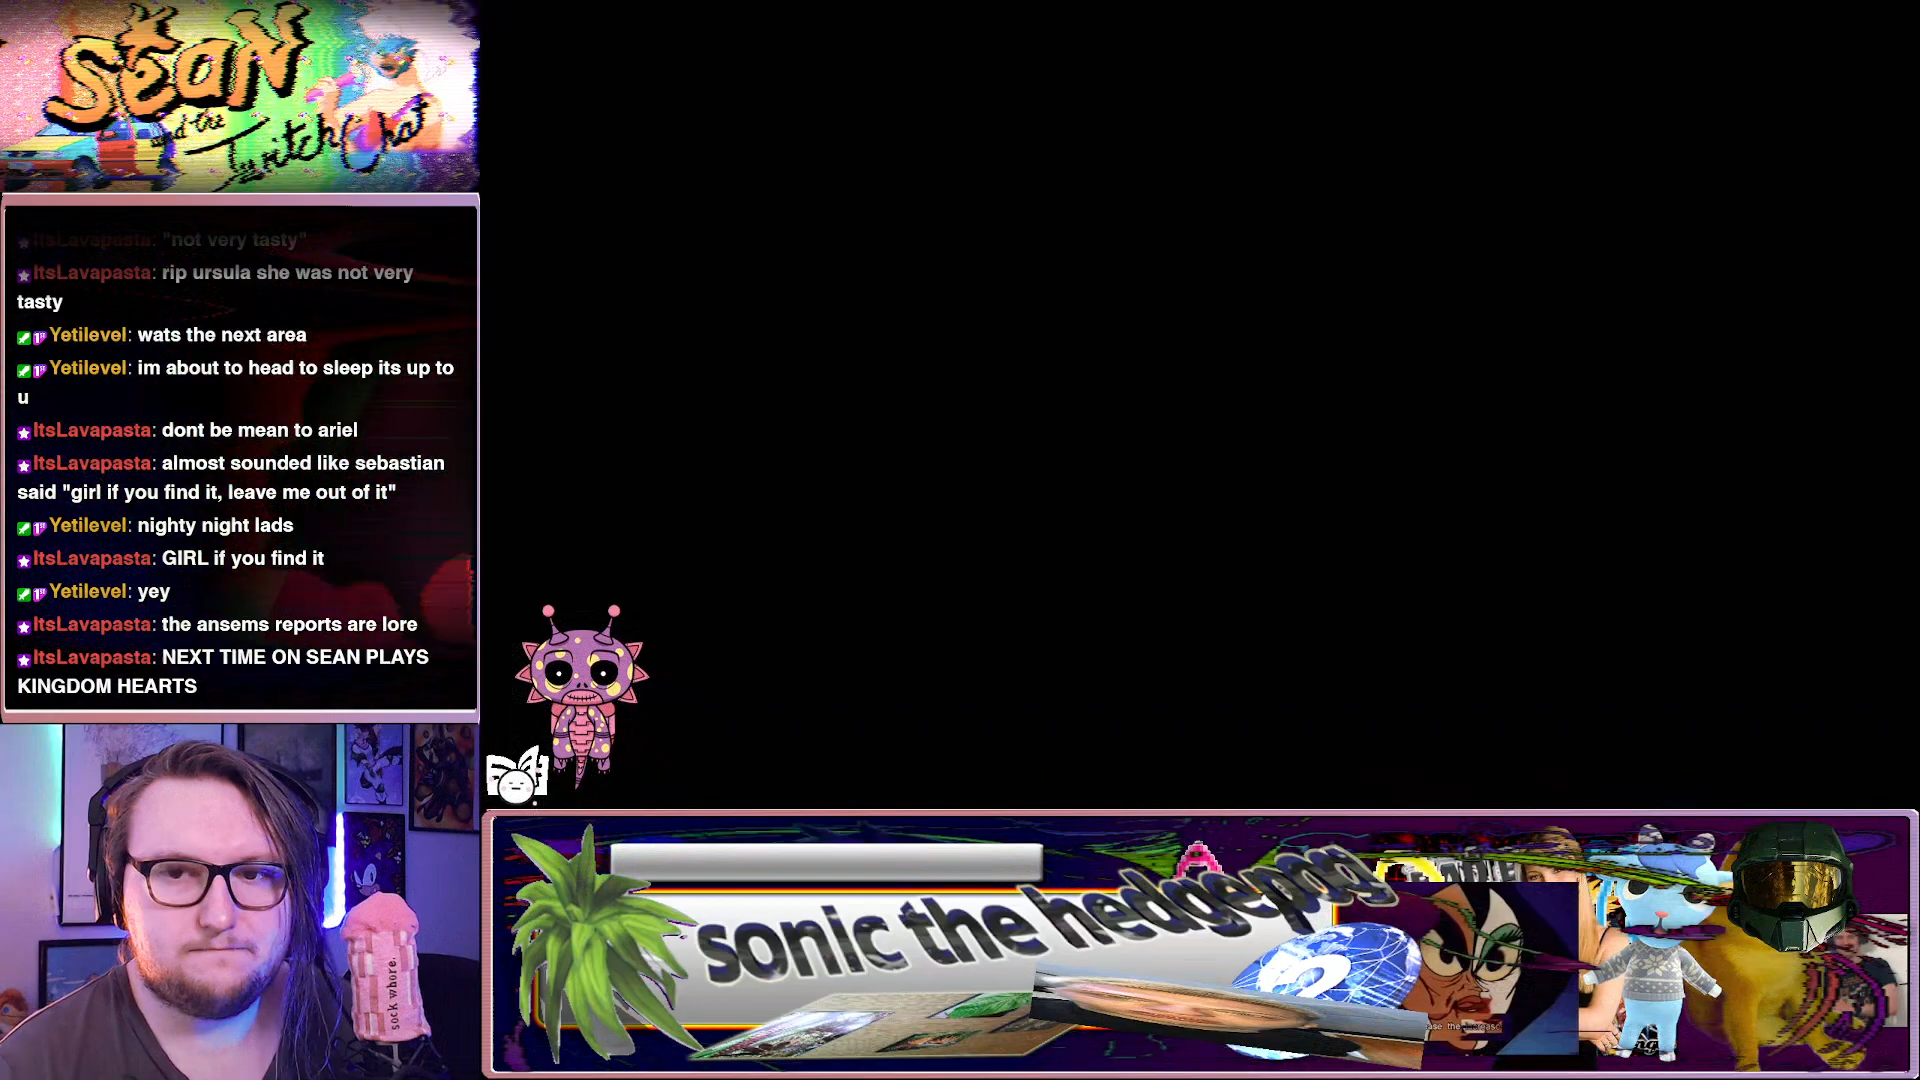 Sean
and the
Twitch Chat
ItsLavapasta: "not very tasty"
ItsLavapasta: rip ursula she was not very
tasty
Yetilevel: wats the next area
Yetilevel: im about to head to sleep its up to
u
ItsLavapasta: dont be mean to ariel
ItsLavapasta: almost sounded like sebastian
said "girl if you find it, leave me out of it"
Yetilevel: nighty night lads
ItsLavapasta: GIRL if you find it
Yetilevel: yey
ItsLavapasta: the ansems reports are lore
ItsLavapasta: NEXT TIME ON SEAN PLAYS
KINGDOM HEARTS
sock whore.
sonic the hedgepog